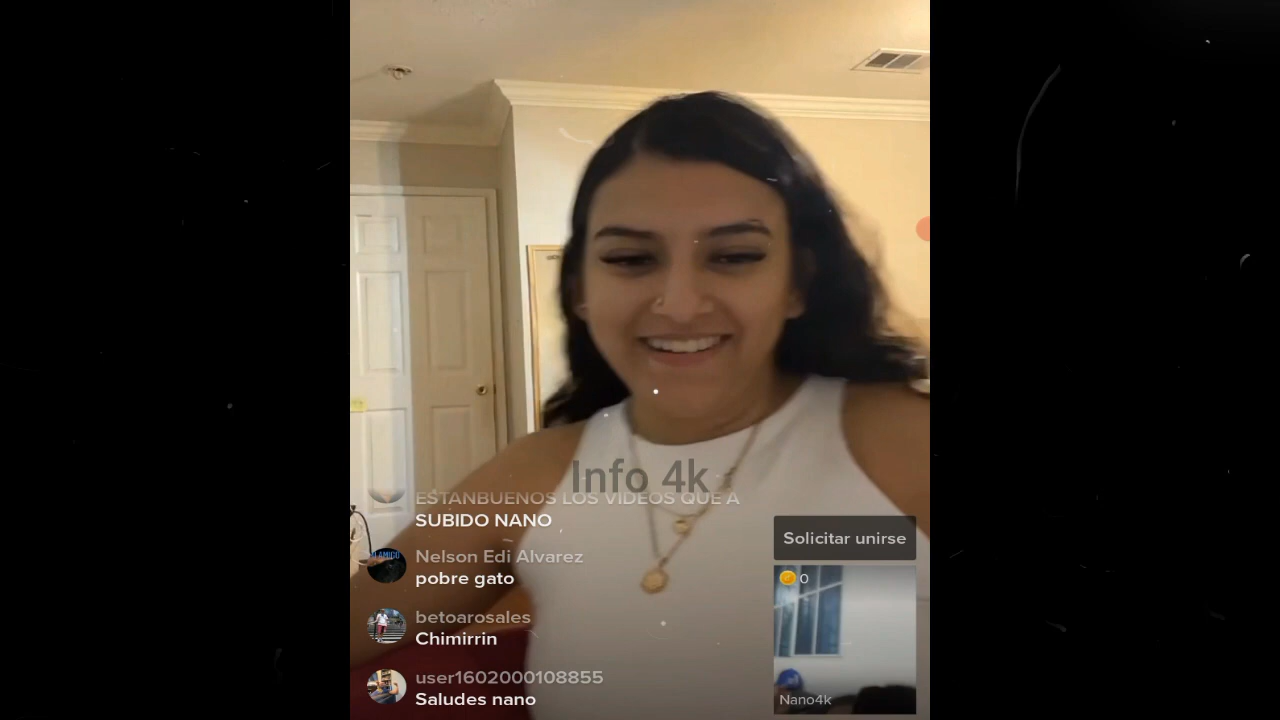 Info 4k
ESTANBUENOS LOS VIDEOS QUE A
SUBIDO NANO
Nelson Edi Alvarez
pobre gato
betoarosales
Chimirrin
user1602000108855
Saludes nano
Solicitar unirse
0
Nano4k